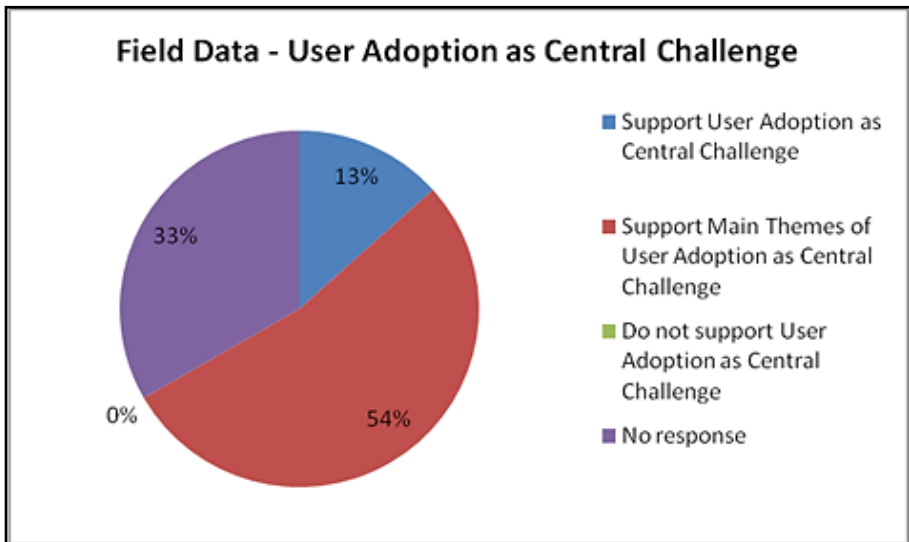 Field Data - User Adoption as Central Challenge
13%
33%
0%
54%
Support User Adoption as
Central Challenge
Support Main Themes of
User Adoption as Central
Challenge
Do not support User
Adoption as Central
Challenge
No response